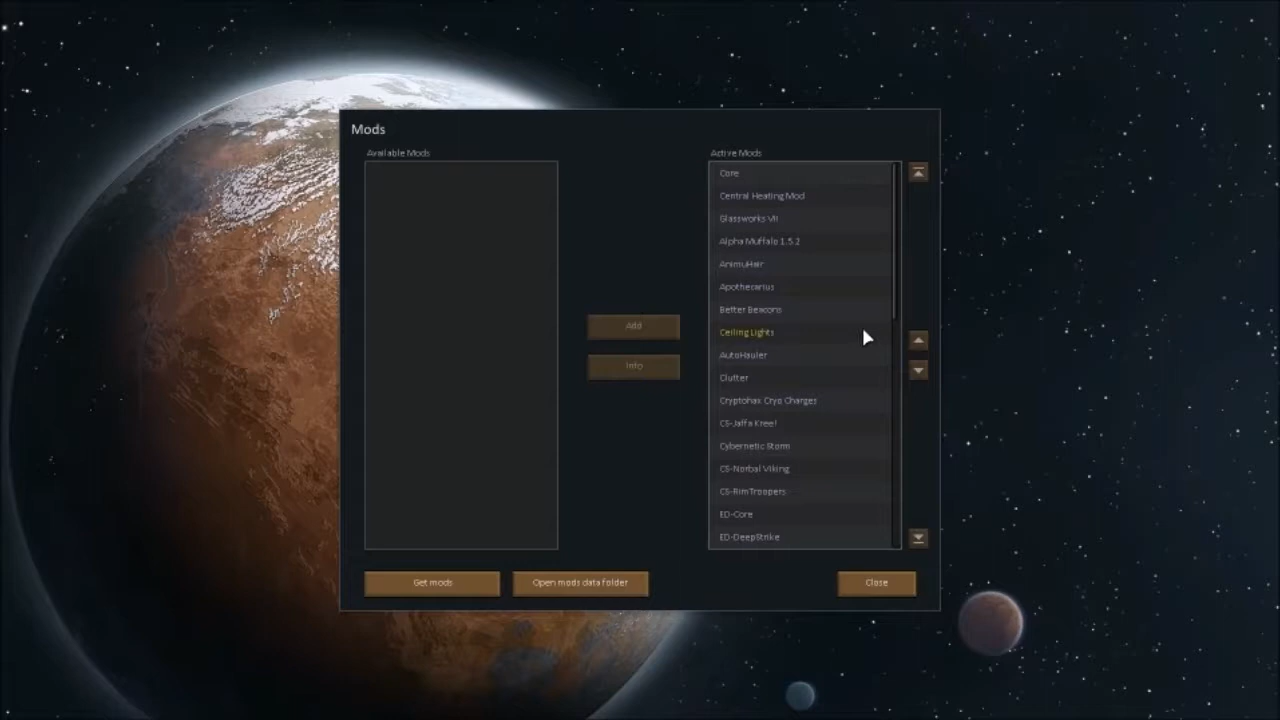 Mods
Available Mods
Active Mods
Core
Central Heating Mod
Glassworks VII
Alpha Muffalo 1.5.2
AnimuHair
Apothecarius
Better Beacons
Ceiling Lights
AutoHauler
Clutter
Cryptohax Cryo Charges
CS-Jaffa Kree!
Cybernetic Storm
CS-Norbal Viking
CS-RimTroopers
ED-Core
ED-DeepStrike
Add
Info
Get mods
Open mods data folder
Close